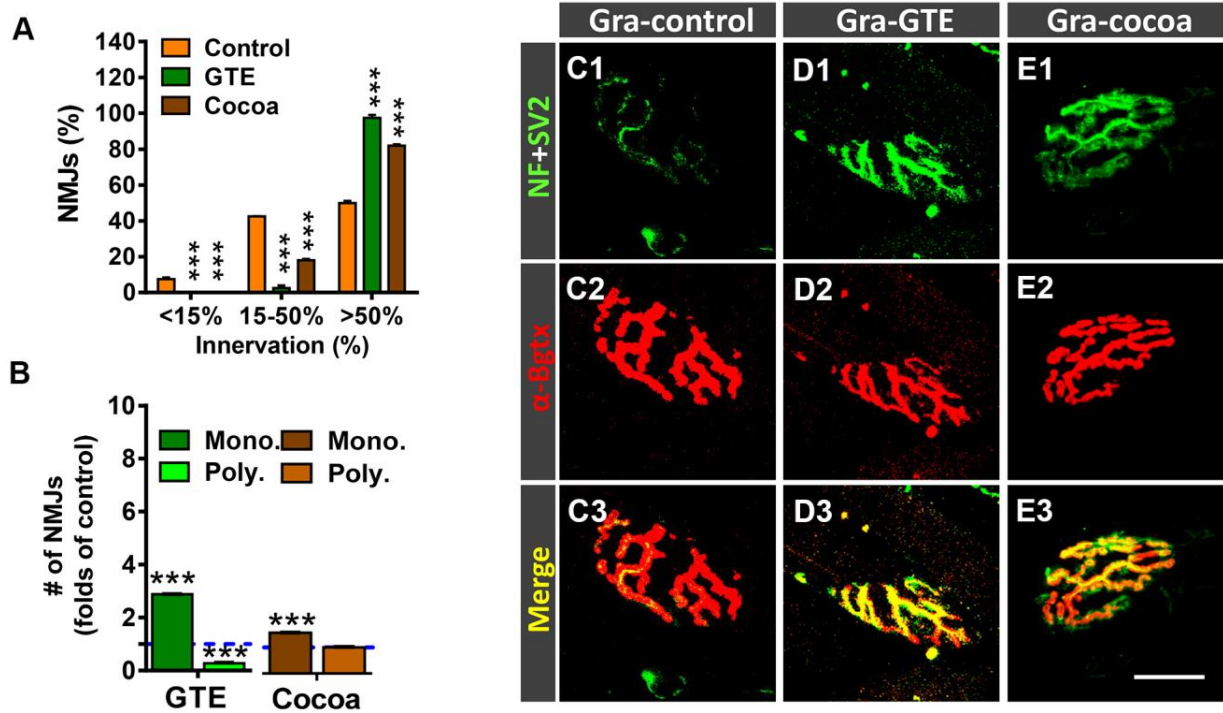 A
140
120
100
80
60
40
20
0
NMJs (%)
Control
GTE
Cocoa
***
***
***
***
***
***
<15% 15-50% >50%
Innervation (%)
B
10
8
6
4
2
0
# of NMJs
(folds of control)
Mono. Mono.
Poly. Poly.
***
***
***
GTE Cocoa
Gra-control Gra-GTE Gra-cocoa
NF+SV2
C1 D1 E1
α-Bgtx
C2 D2 E2
Merge
C3 D3 E3